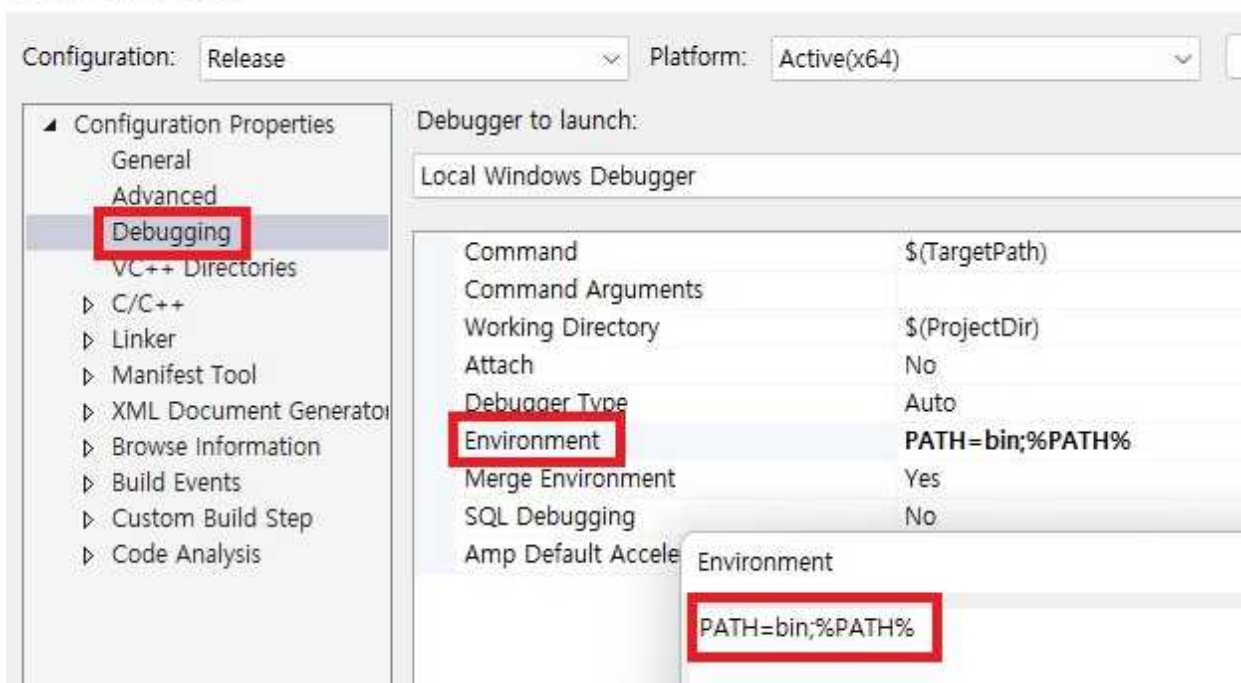 Configuration: Release Platform: Active(x64)
Configuration Properties
General
Advanced
Debugging
VC++ Directories
C/C++
Linker
Manifest Tool
XML Document Generator
Browse Information
Build Events
Custom Build Step
Code Analysis
Debugger to launch:
Local Windows Debugger
Command $(TargetPath)
Command Arguments
Working Directory $(ProjectDir)
Attach No
Debugger Type Auto
Environment PATH=bin;%PATH%
Merge Environment Yes
SQL Debugging No
Amp Default Accele
Environment
PATH=bin;%PATH%